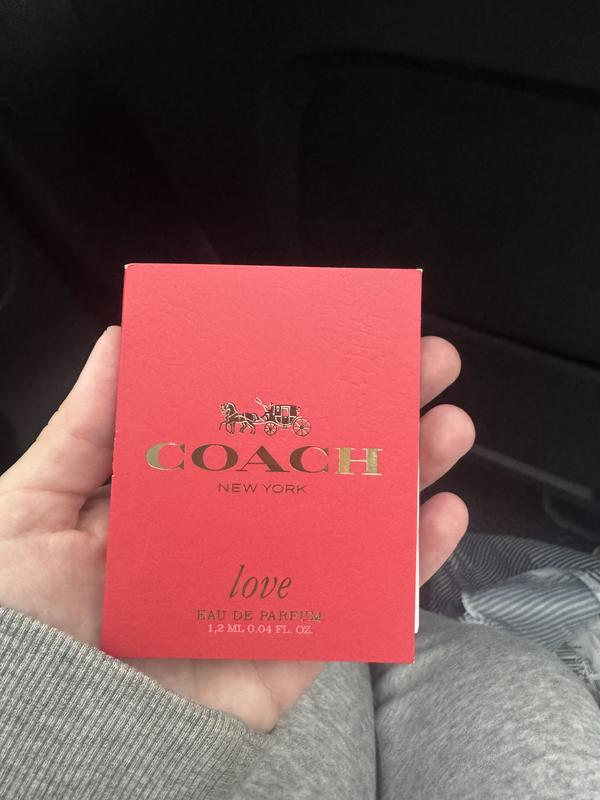 COACH
NEW YORK
love
EAU DE PARFUM
1,2 ML 0.04 FL. OZ.